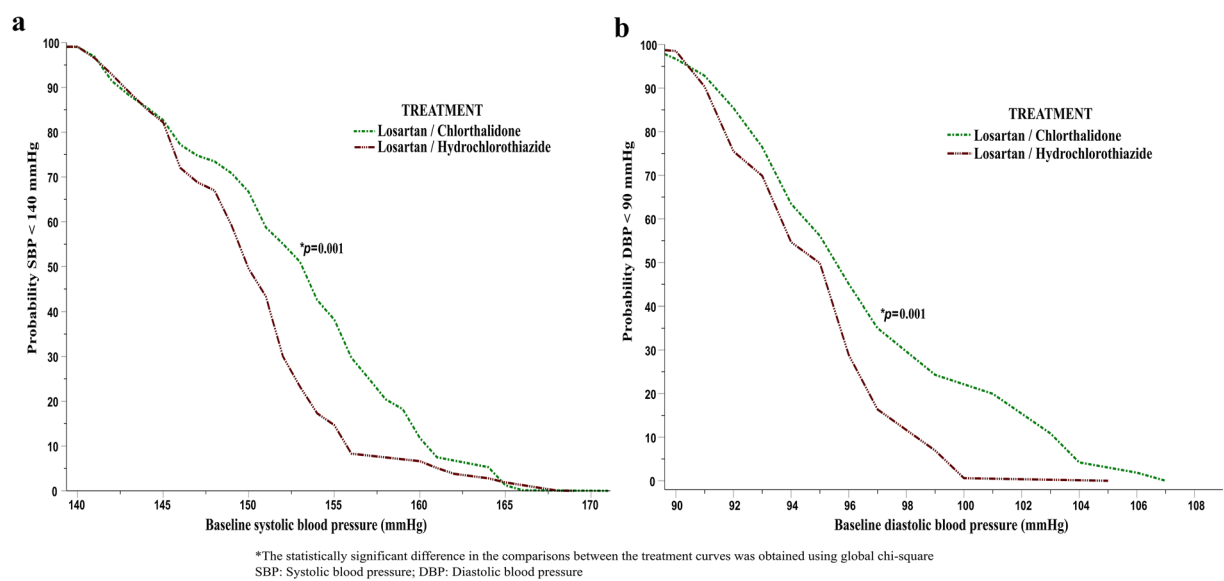 a
100
90
80
70
60
50
40
30
20
10
0
Probability SBP < 140 mmHg
TREATMENT
Losartan / Chlorthalidone
Losartan / Hydrochlorothiazide
*p=0.001
140 145 150 155 160 165 170
Baseline systolic blood pressure (mmHg)
b
100
90
80
70
60
50
40
30
20
10
0
Probability DBP < 90 mmHg
TREATMENT
Losartan / Chlorthalidone
Losartan / Hydrochlorothiazide
*p=0.001
90 92 94 96 98 100 102 104 106 108
Baseline diastolic blood pressure (mmHg)
*The statistically significant difference in the comparisons between the treatment curves was obtained using global chi-square
SBP: Systolic blood pressure; DBP: Diastolic blood pressure